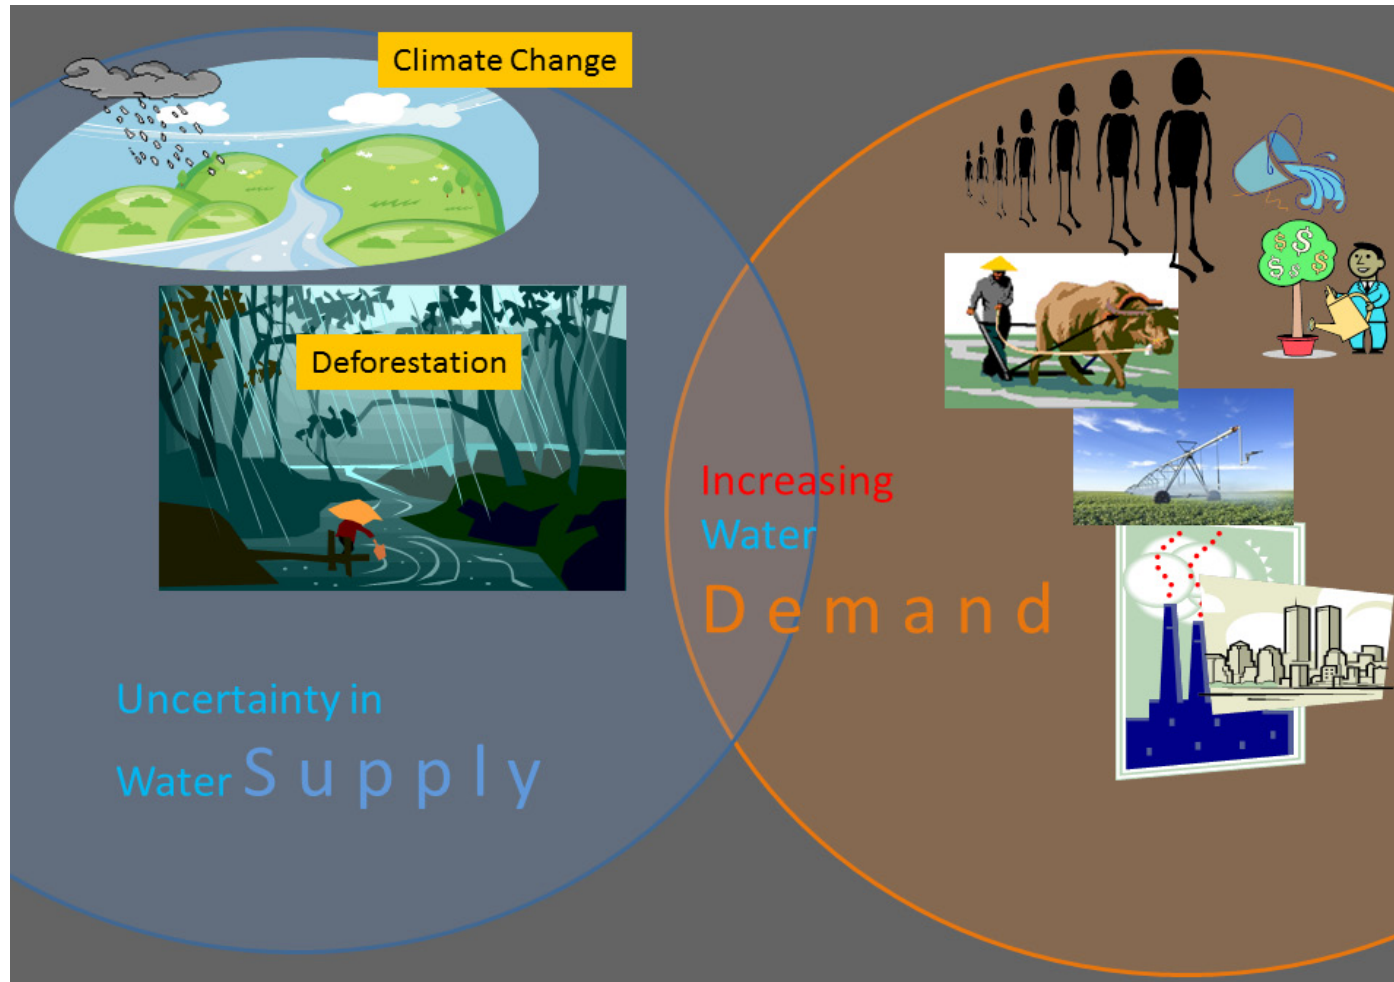 Climate Change
Deforestation
Increasing
Water
Demand
Uncertainty in
Water Supply